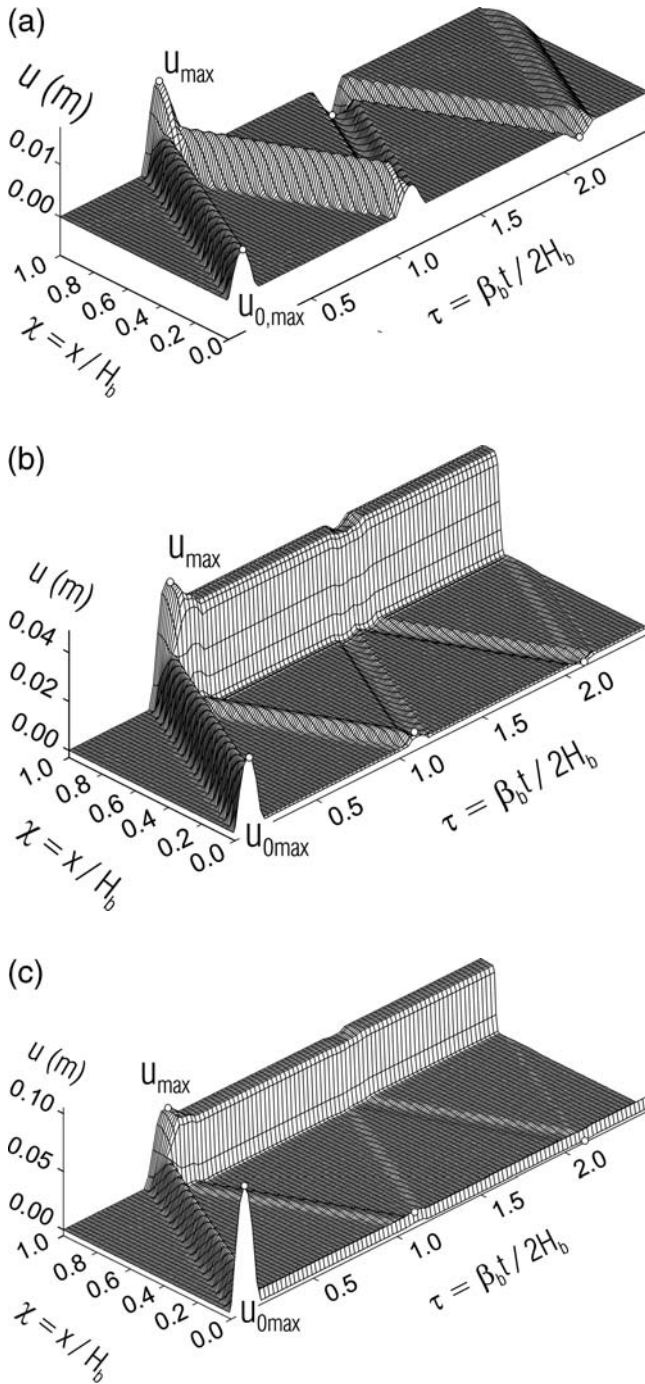 (a)
u (m)
u_max
0.01
0.00
1.0
0.8
0.6
0.4
0.2
0.0
χ = x / H_b
u_0,max
0.5
1.0
1.5
2.0
τ = β_b t / 2H_b
(b)
u (m)
u_max
0.04
0.02
0.00
1.0
0.8
0.6
0.4
0.2
0.0
χ = x / H_b
u_0max
0.5
1.0
1.5
2.0
τ = β_b t / 2H_b
(c)
u (m)
u_max
0.10
0.05
0.00
1.0
0.8
0.6
0.4
0.2
0.0
χ = x / H_b
u_0max
0.5
1.0
1.5
2.0
τ = β_b t / 2H_b